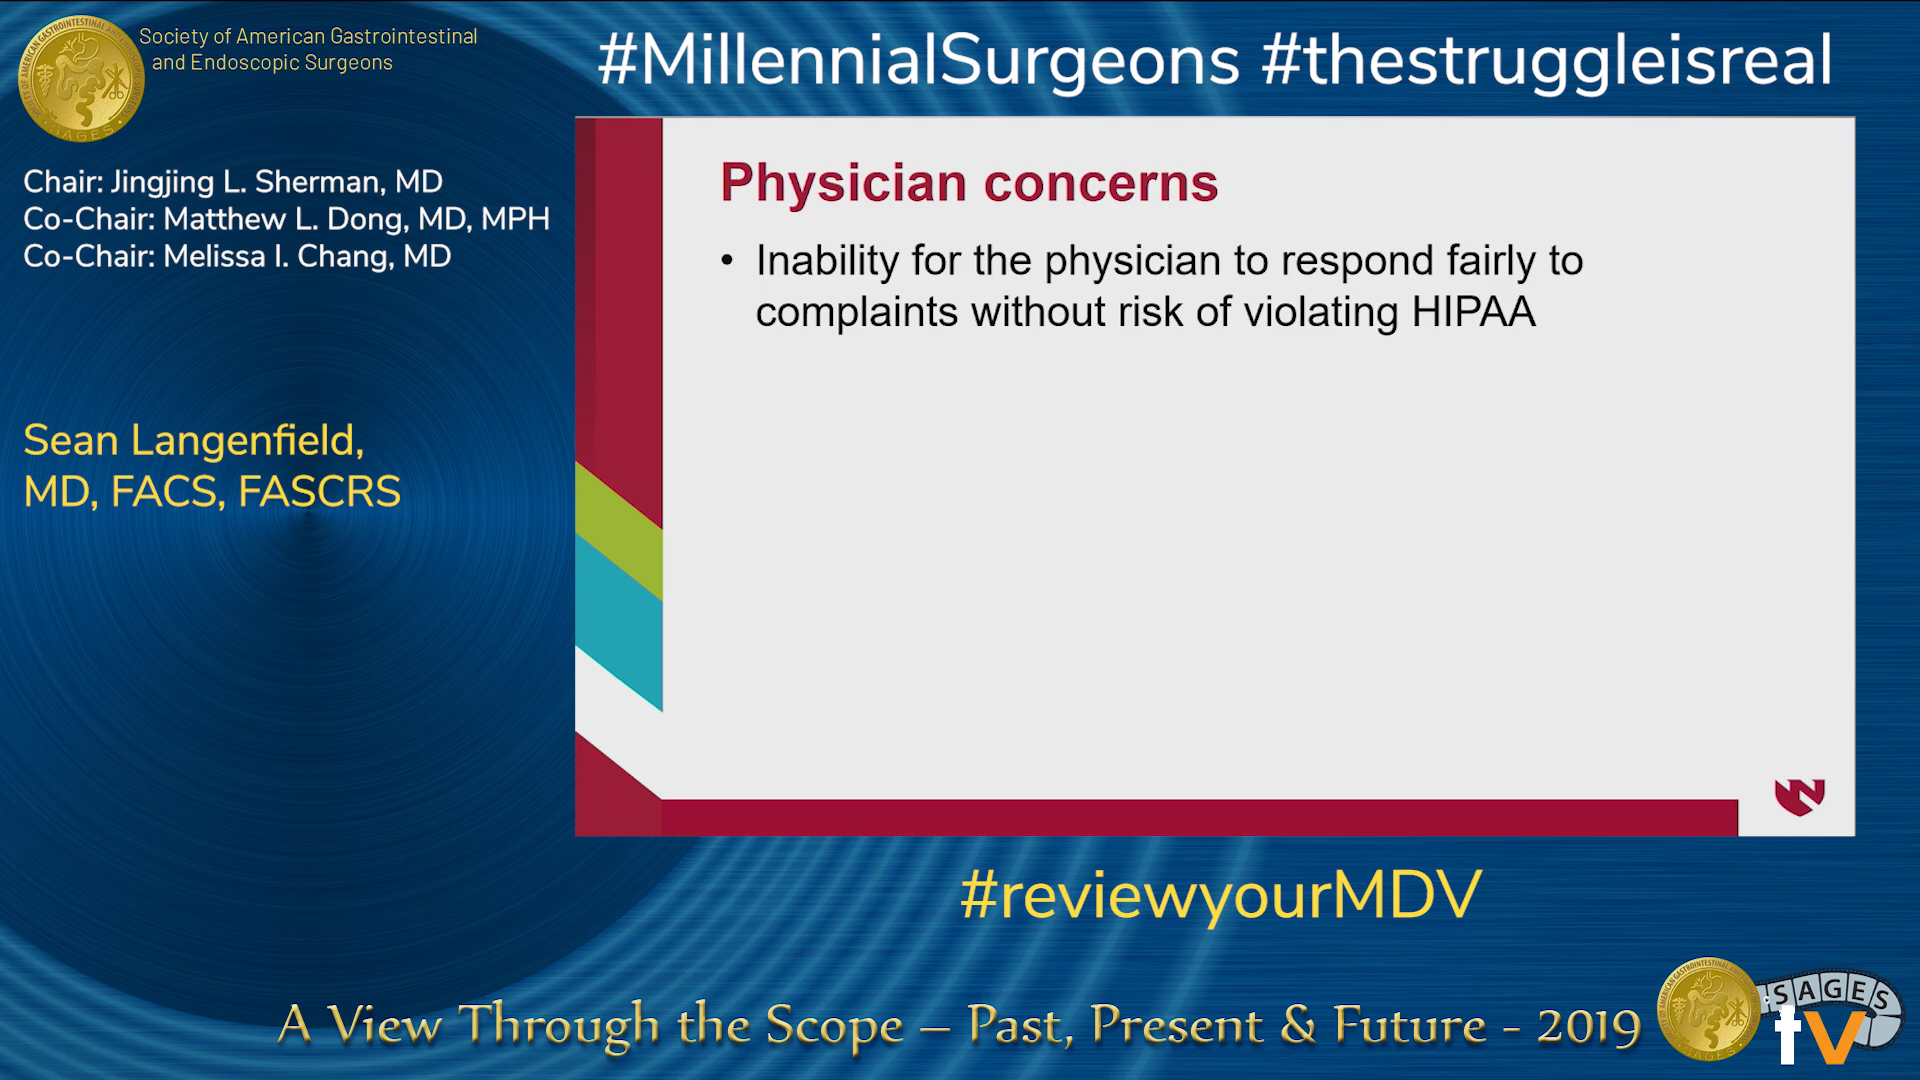 Society of American Gastrointestinal
and Endoscopic Surgeons
#MillennialSurgeons #thestruggleisreal
Chair: Jingjing L. Sherman, MD
Co-Chair: Matthew L. Dong, MD, MPH
Co-Chair: Melissa I. Chang, MD
Sean Langenfield,
MD, FACS, FASCRS
Physician concerns
• Inability for the physician to respond fairly to
complaints without risk of violating HIPAA
#reviewyourMDV
A View Through the Scope – Past, Present & Future - 2019
SAGES
tv